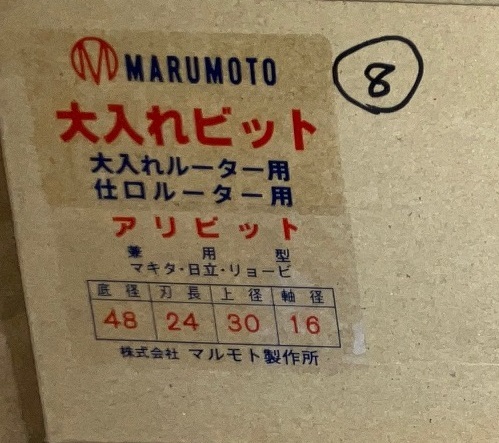 MARUMOTO
8
大入れビット
大入れルーター用
仕口ルーター用
アリビット
兼用型
マキタ・日立・リョービ
底径 刃長 上径 軸径
48 24 30 16
株式会社 マルモト製作所